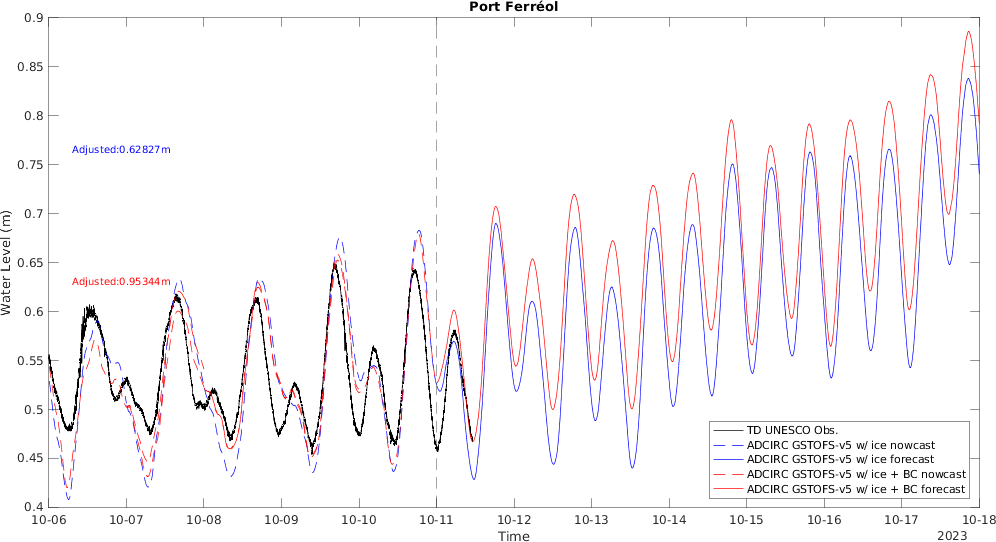 Port Ferréol
0.9
0.85
0.8
0.75
0.7
0.65
0.6
0.55
0.5
0.45
0.4
Water Level (m)
Adjusted:0.62827m
Adjusted:0.95344m
TD UNESCO Obs.
ADCIRC GSTOFS-v5 w/ ice nowcast
ADCIRC GSTOFS-v5 w/ ice forecast
ADCIRC GSTOFS-v5 w/ ice + BC nowcast
ADCIRC GSTOFS-v5 w/ ice + BC forecast
10-06 10-07 10-08 10-09 10-10 10-11 10-12 10-13 10-14 10-15 10-16 10-17 10-18
Time
2023